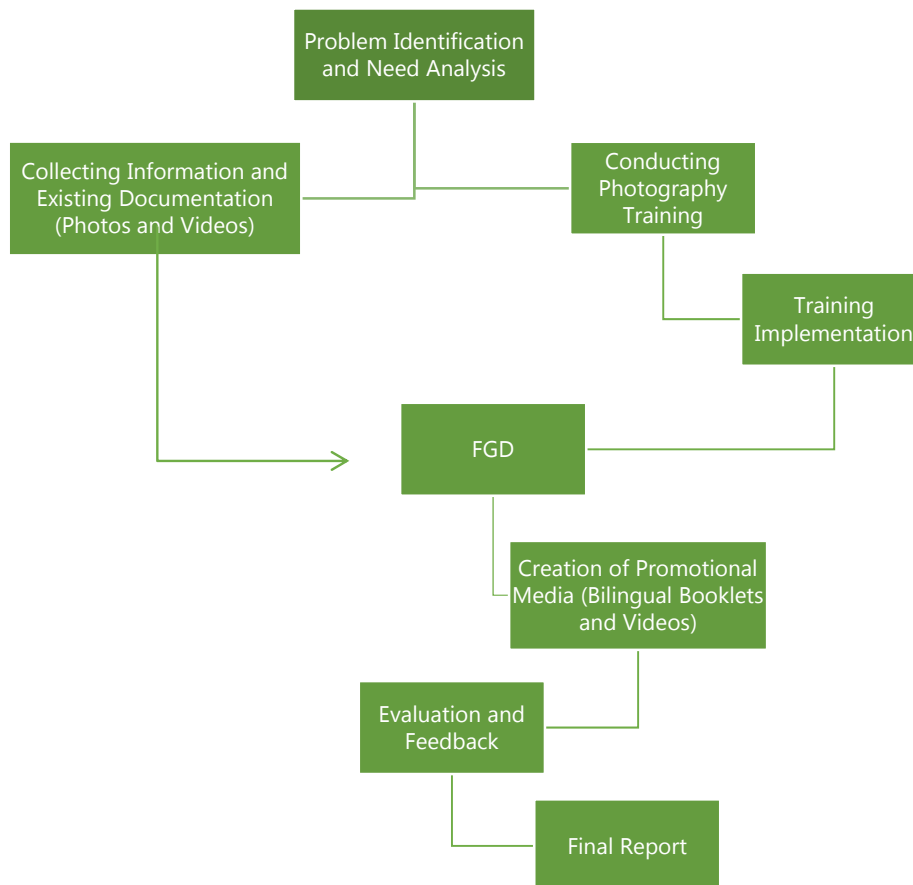 Problem Identification
and Need Analysis
Collecting Information and
Existing Documentation
(Photos and Videos)
Conducting
Photography
Training
Training
Implementation
FGD
Creation of Promotional
Media (Bilingual Booklets
and Videos)
Evaluation and
Feedback
Final Report